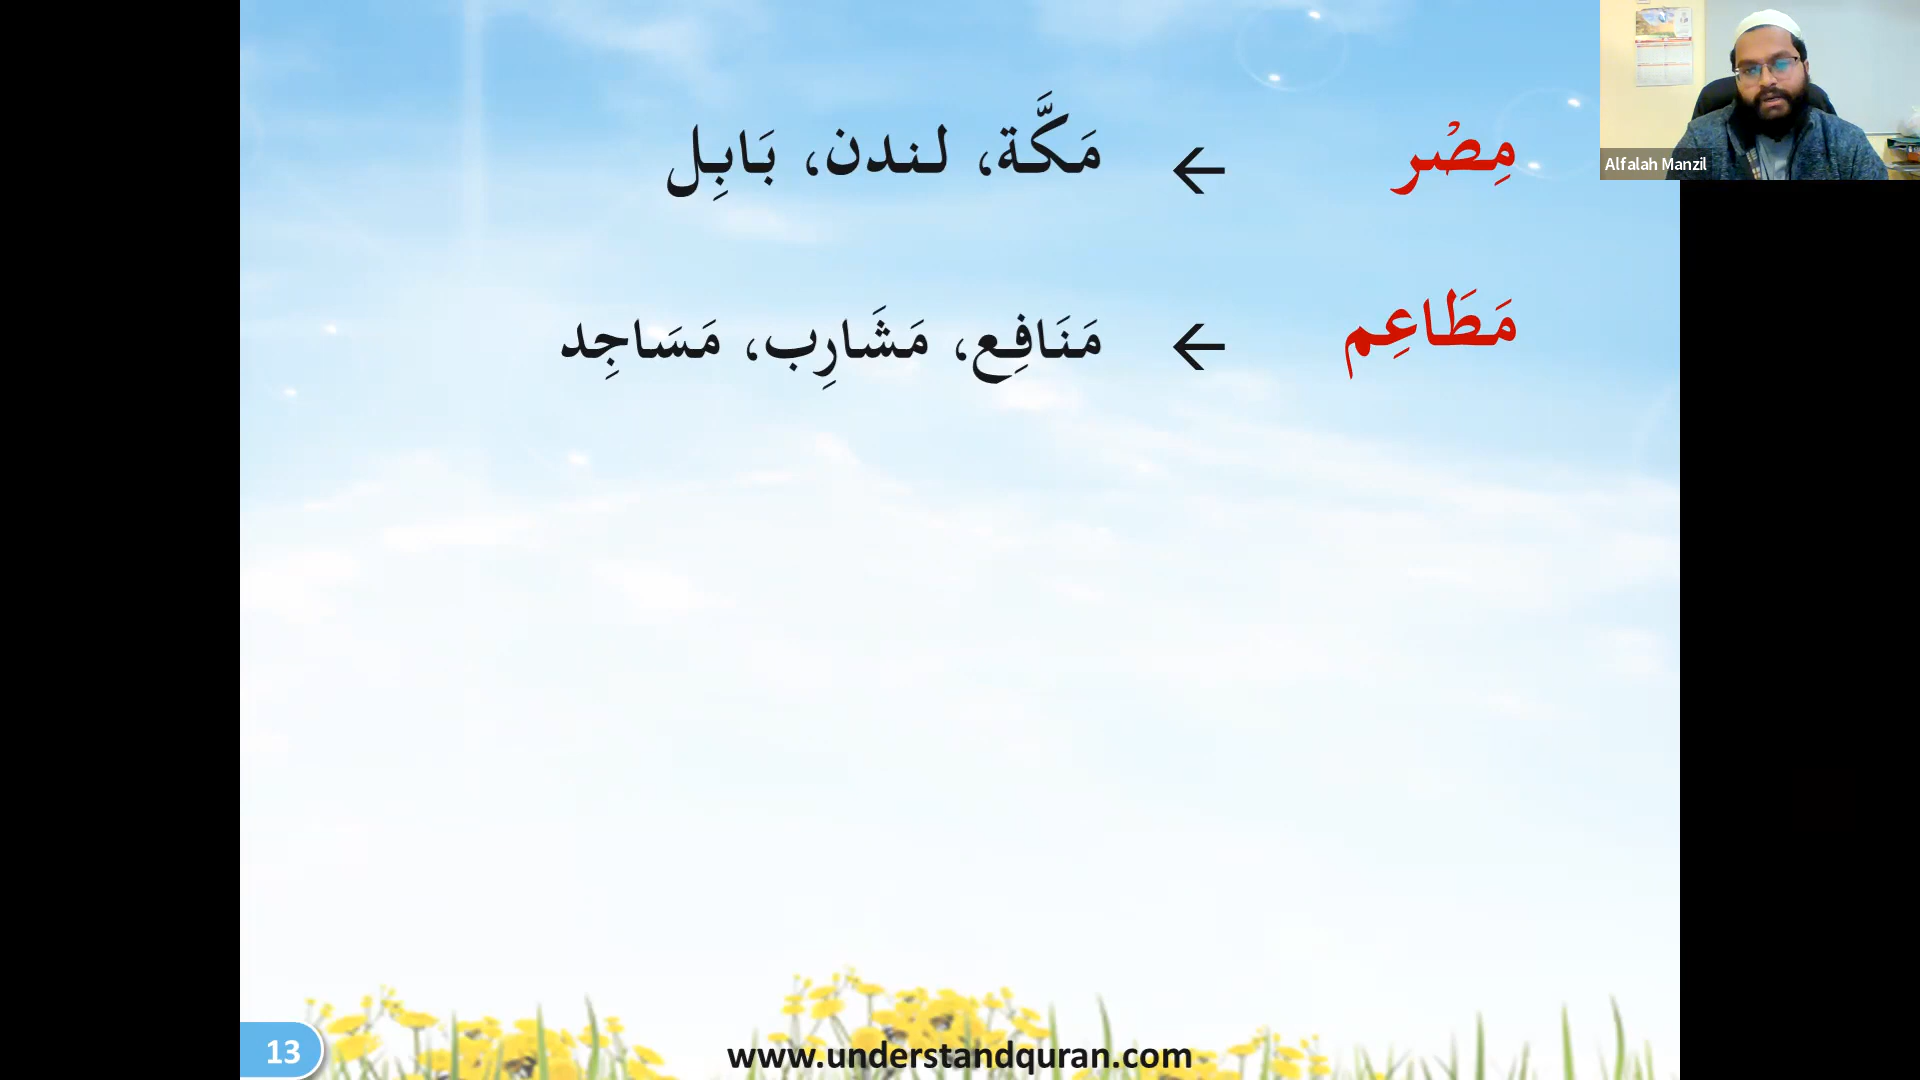 Alfalah Manzil
مِصْر ← مَكَّة، لندن، بَابِل
مَطَاعِم ← مَنَافِع، مَشَارِب، مَسَاجِد
13
www.understandquran.com